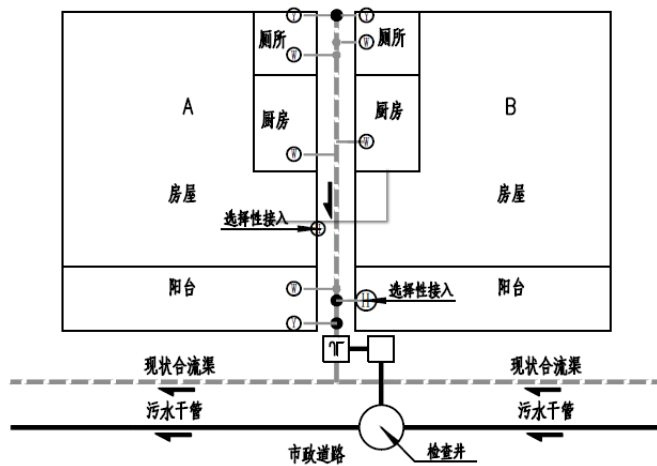 Y
Y
厕所
厕所
W
W
A
B
厨房
厨房
W
W
房屋
房屋
选择性接入
阳台
阳台
W
选择性接入
Y
现状合流渠
现状合流渠
污水干管
污水干管
市政道路
检查井